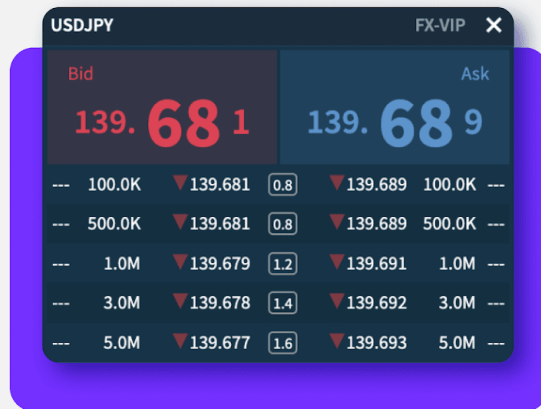 USDJPY FX-VIP ✕
Bid Ask
139. 68 1 139. 68 9
--- 100.0K ▼139.681 0.8 ▼139.689 100.0K ---
--- 500.0K ▼139.681 0.8 ▼139.689 500.0K ---
--- 1.0M ▼139.679 1.2 ▼139.691 1.0M ---
--- 3.0M ▼139.678 1.4 ▼139.692 3.0M ---
--- 5.0M ▼139.677 1.6 ▼139.693 5.0M ---